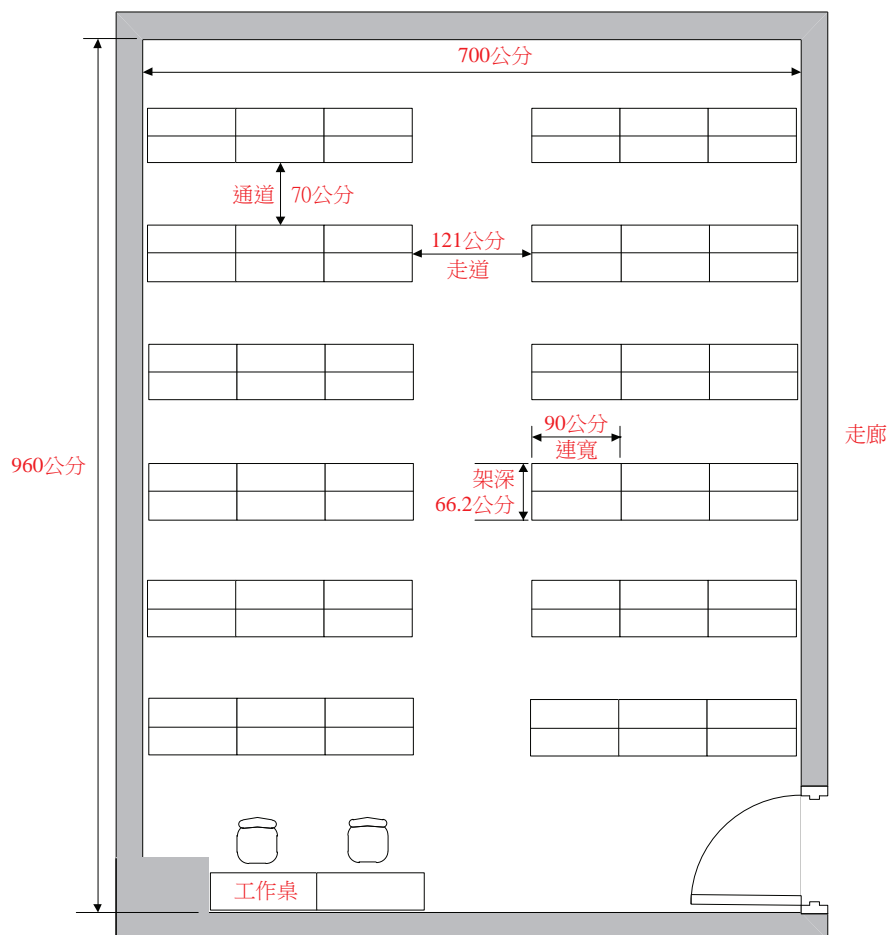 700公分
通道 70公分
121公分
走道
90公分
連寬
走廊
960公分
架深
66.2公分
工作桌